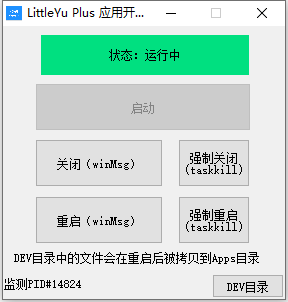 LittleYu Plus 应用开...
状态: 运行中
启动
关闭 (winMsg)
强制关闭
(taskkill)
重启 (winMsg)
强制重启
(taskkill)
DEV目录中的文件会在重启后被拷贝到Apps目录
监测PID#14824
DEV目录